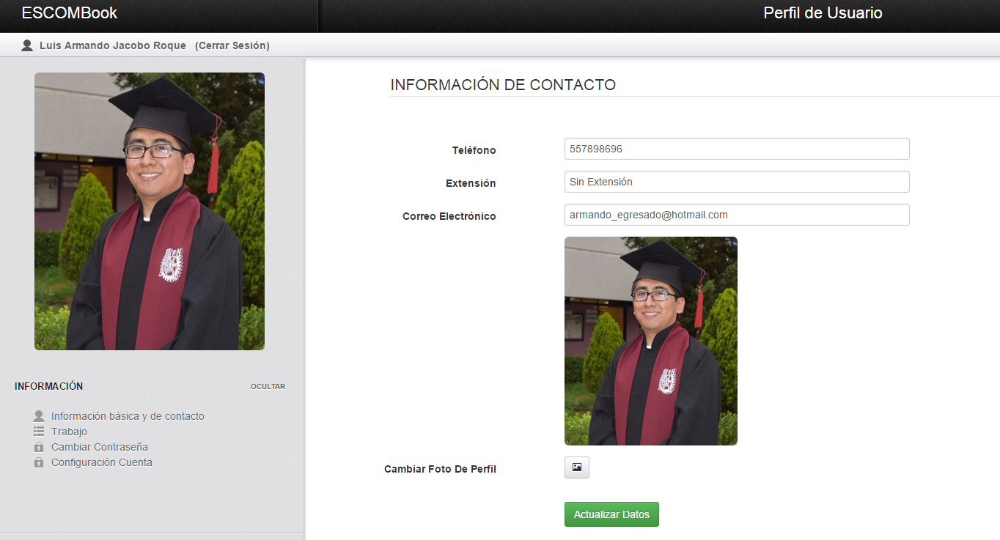 ESCOMBook
Perfil de Usuario
Luis Armando Jacobo Roque (Cerrar Sesión)
INFORMACIÓN DE CONTACTO
Teléfono
557898696
Extensión
Sin Extensión
Correo Electrónico
armando_egresado@hotmail.com
IPN
IPN
INFORMACIÓN
OCULTAR
Información básica y de contacto
Trabajo
Cambiar Contraseña
Configuración Cuenta
Cambiar Foto De Perfil
Actualizar Datos